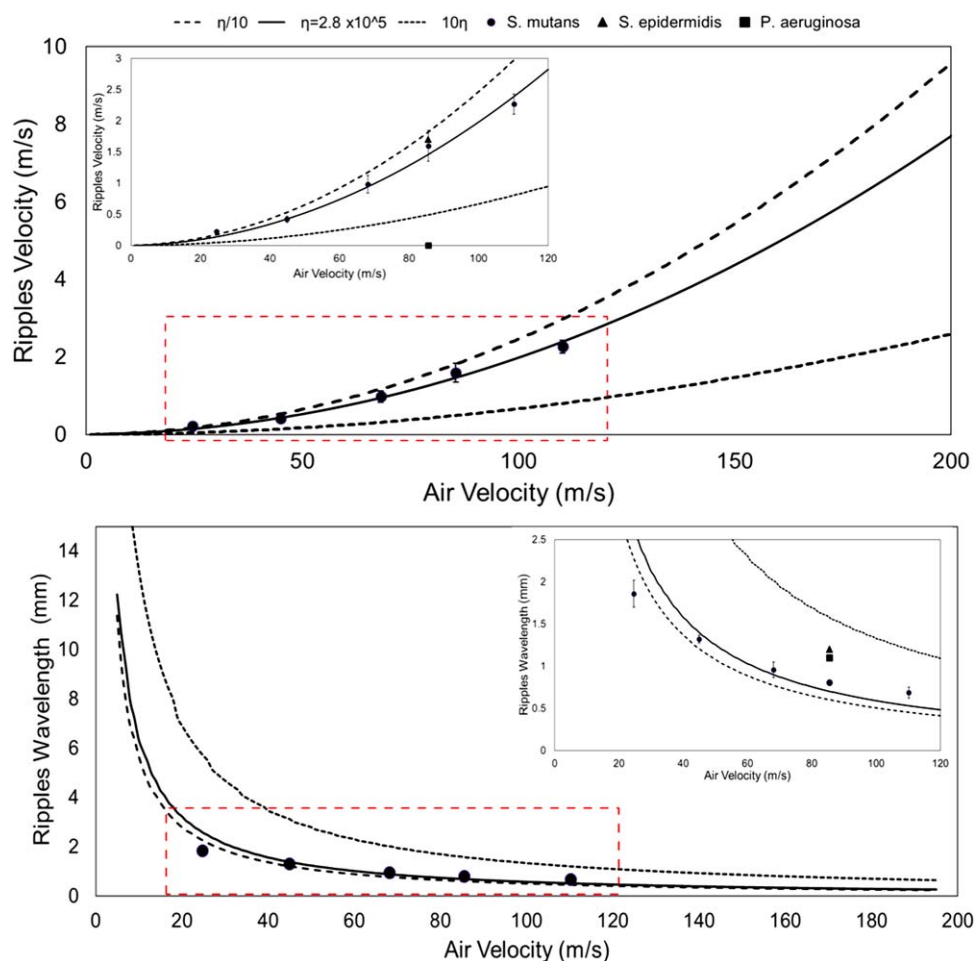 η/10 η=2.8 x10^5 10η S. mutans S. epidermidis P. aeruginosa
Ripples Velocity (m/s)
10
8
6
4
2
0
0 50 100 150 200
Air Velocity (m/s)
Ripples Velocity (m/s)
3
2.5
2
1.5
1
0.5
0
0 20 40 60 80 100 120
Air Velocity (m/s)
Ripples Wavelength (mm)
14
12
10
8
6
4
2
0
0 20 40 60 80 100 120 140 160 180 200
Air Velocity (m/s)
Ripples Wavelength (mm)
2.5
2
1.5
1
0.5
0
0 20 40 60 80 100 120
Air Velocity (m/s)